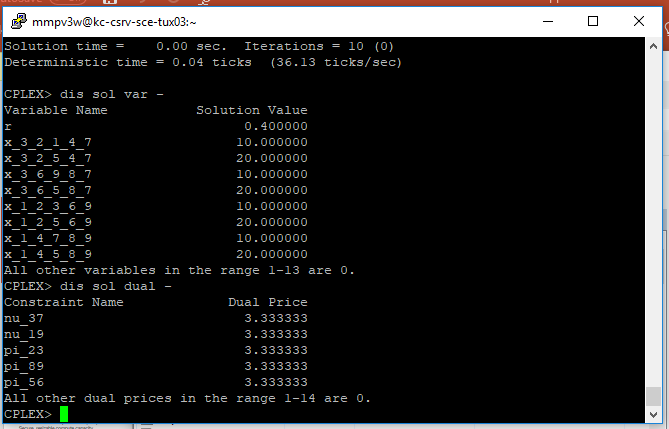 mmpv3w@kc-csrv-sce-tux03:~
Solution time =    0.00 sec.  Iterations = 10 (0)
Deterministic time = 0.04 ticks  (36.13 ticks/sec)
CPLEX> dis sol var -
Variable Name           Solution Value
r                             0.400000
x_3_2_1_4_7                  10.000000
x_3_2_5_4_7                  20.000000
x_3_6_9_8_7                  10.000000
x_3_6_5_8_7                  20.000000
x_1_2_3_6_9                  10.000000
x_1_2_5_6_9                  20.000000
x_1_4_7_8_9                  10.000000
x_1_4_5_8_9                  20.000000
All other variables in the range 1-13 are 0.
CPLEX> dis sol dual -
Constraint Name             Dual Price
nu_37                         3.333333
nu_19                         3.333333
pi_23                         3.333333
pi_89                         3.333333
pi_56                         3.333333
All other dual prices in the range 1-14 are 0.
CPLEX>